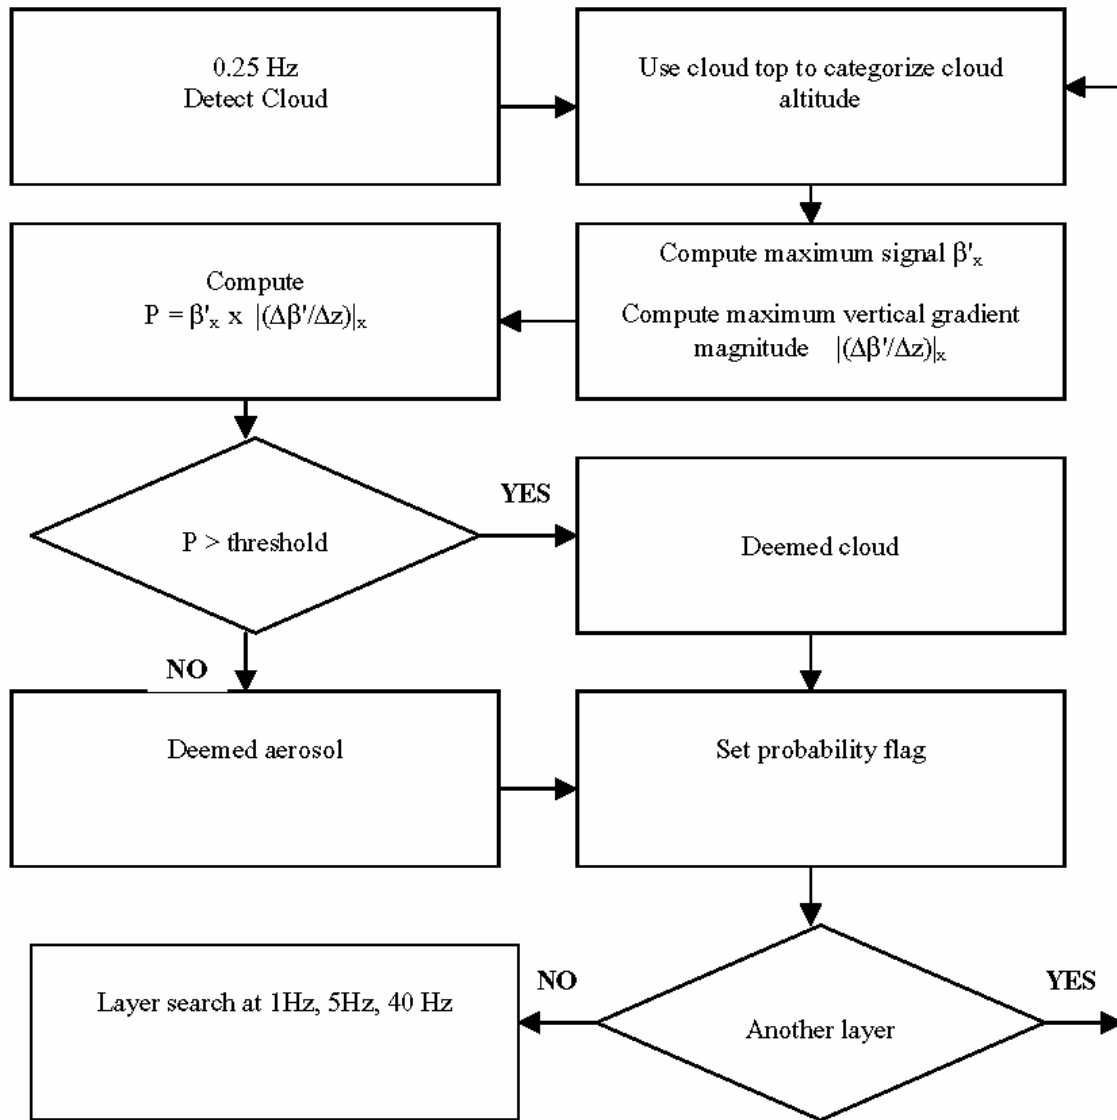 0.25 Hz
Detect Cloud
Use cloud top to categorize cloud
altitude
Compute maximum signal β'ₓ
Compute maximum vertical gradient
magnitude |(Δβ'/Δz)|ₓ
Compute
P = β'ₓ x |(Δβ'/Δz)|ₓ
P > threshold
YES
Deemed cloud
NO
Deemed aerosol
Set probability flag
Another layer
NO
YES
Layer search at 1Hz, 5Hz, 40 Hz